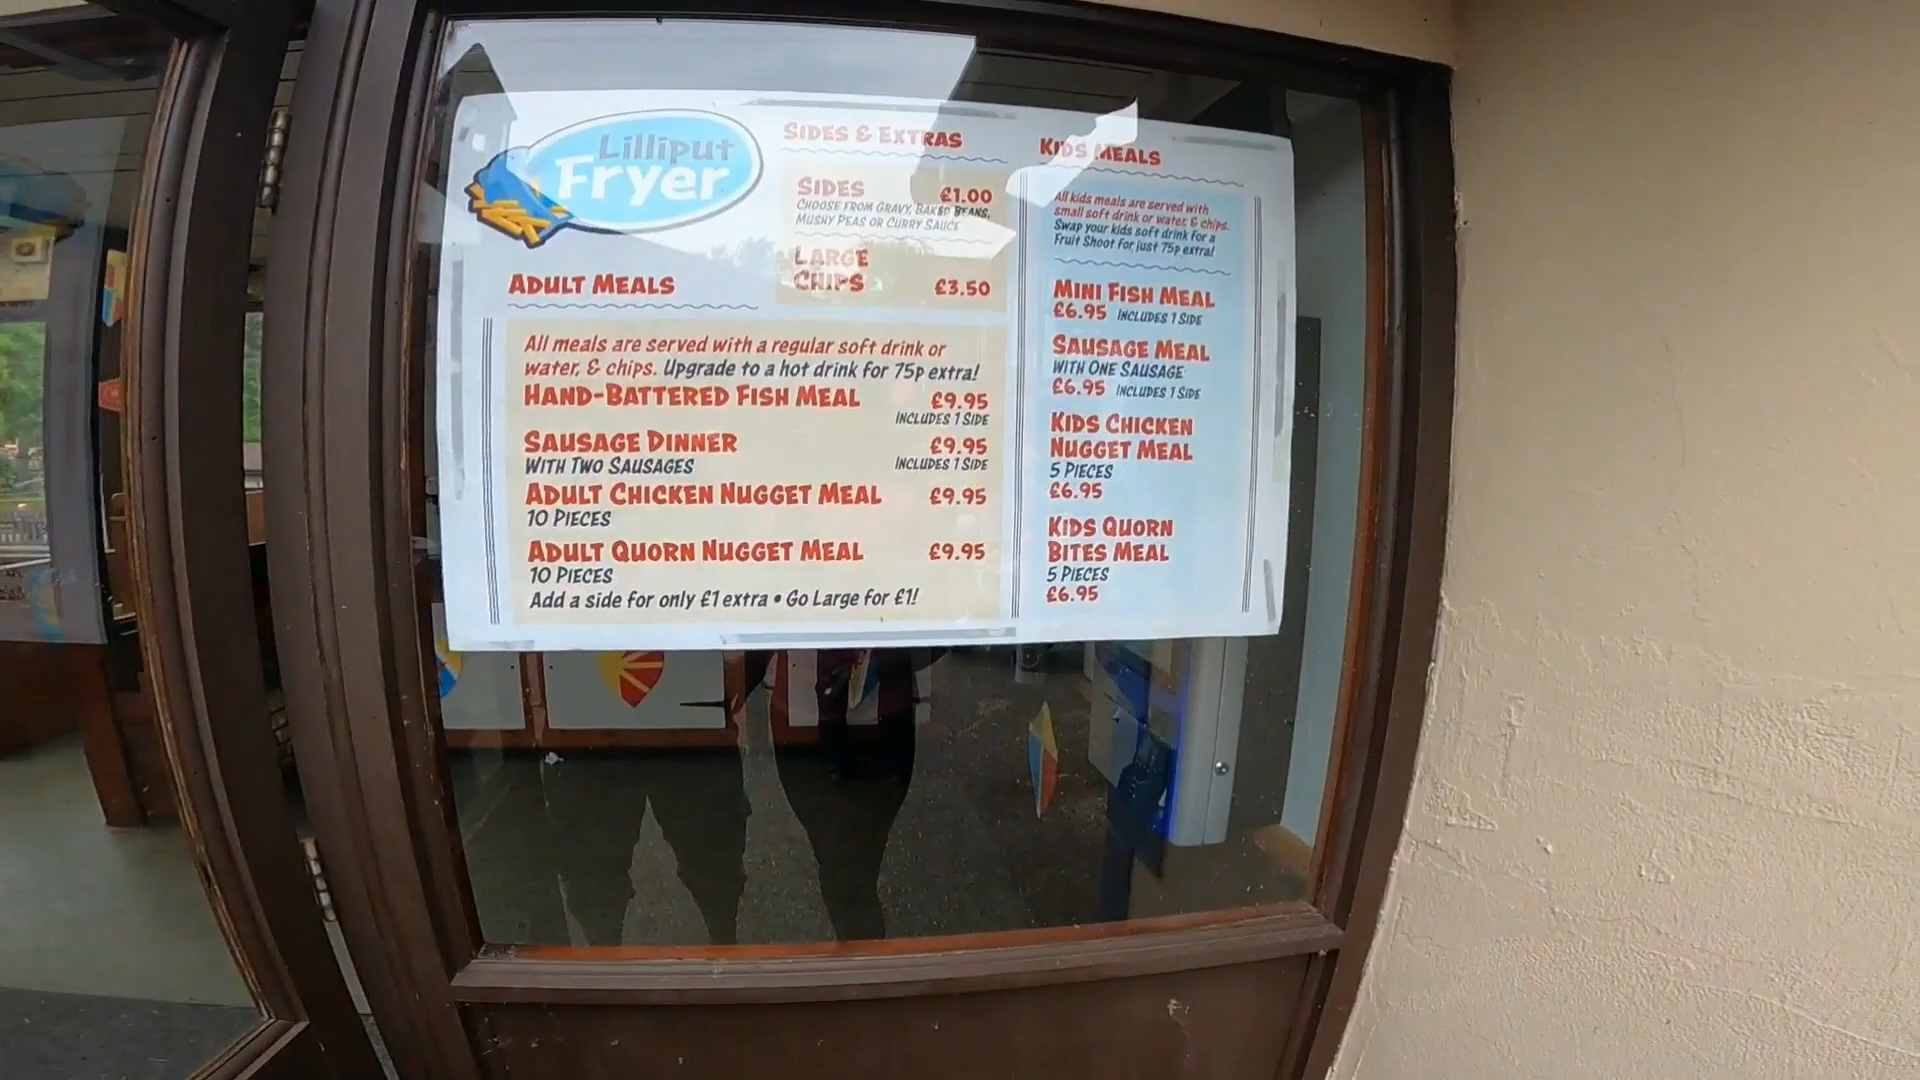 Lilliput
Fryer
ADULT MEALS
All meals are served with a regular soft drink or
water, & chips. Upgrade to a hot drink for 75p extra!
HAND-BATTERED FISH MEAL £9.95
INCLUDES 1 SIDE
SAUSAGE DINNER £9.95
WITH TWO SAUSAGES INCLUDES 1 SIDE
ADULT CHICKEN NUGGET MEAL £9.95
10 PIECES
ADULT QUORN NUGGET MEAL £9.95
10 PIECES
Add a side for only £1 extra • Go Large for £1!
SIDES & EXTRAS
SIDES £1.00
CHOOSE FROM GRAVY, BAKED BEANS,
MUSHY PEAS OR CURRY SAUCE
LARGE
CHIPS £3.50
KIDS MEALS
All kids meals are served with
small soft drink or water, & chips.
Swap your kids soft drink for a
Fruit Shoot for just 75p extra!
MINI FISH MEAL
£6.95 INCLUDES 1 SIDE
SAUSAGE MEAL
WITH ONE SAUSAGE
£6.95 INCLUDES 1 SIDE
KIDS CHICKEN
NUGGET MEAL
5 PIECES
£6.95
KIDS QUORN
BITES MEAL
5 PIECES
£6.95